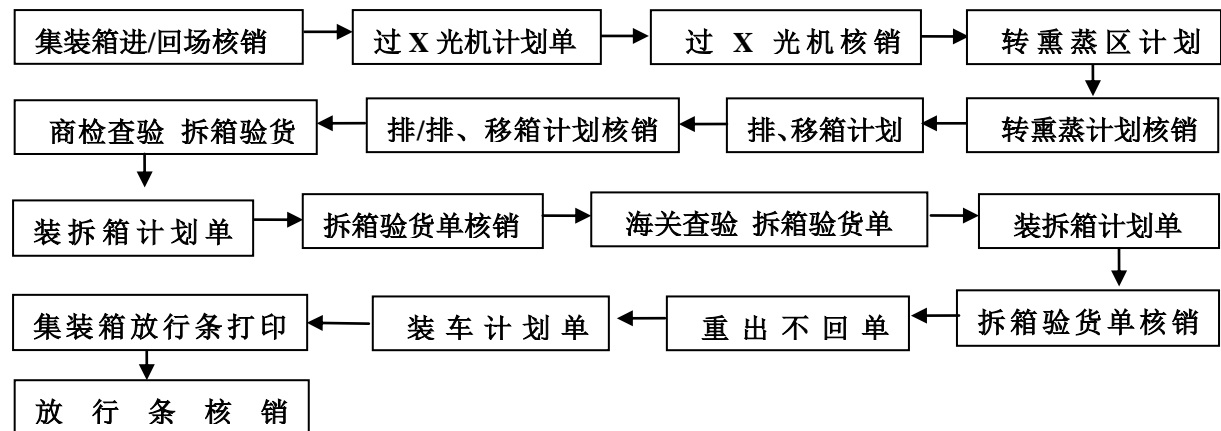 集装箱进/回场核销
过X光机计划单
过X光机核销
转熏蒸区计划
转熏蒸计划核销
排、移箱计划
排/排、移箱计划核销
商检查验 拆箱验货
装拆箱计划单
拆箱验货单核销
海关查验 拆箱验货单
装拆箱计划单
拆箱验货单核销
重出不回单
装车计划单
集装箱放行条打印
放行条核销